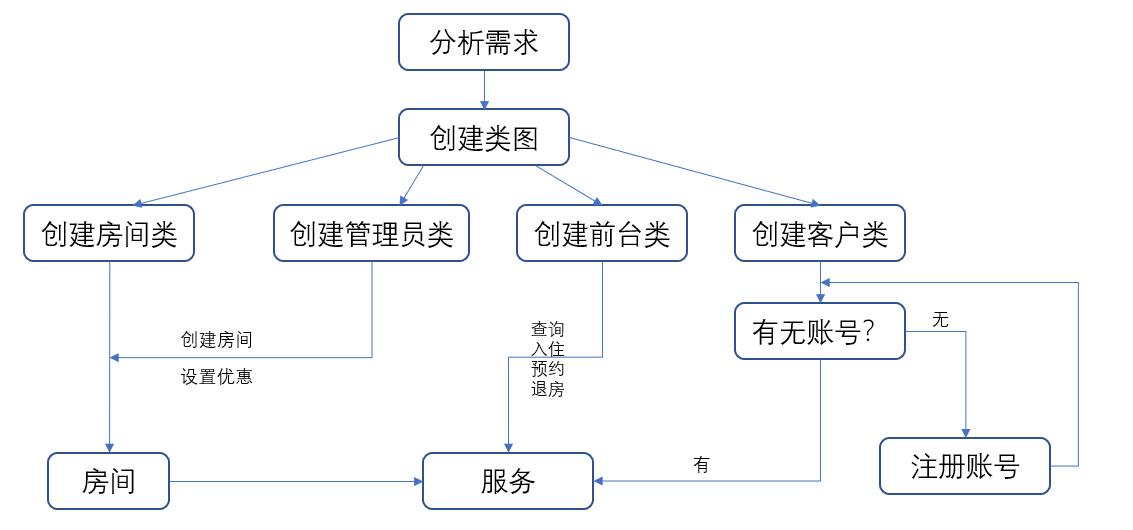 分析需求
创建类图
创建房间类
创建管理员类
创建前台类
创建客户类
创建房间
设置优惠
查询
入住
预约
退房
有无账号？
无
有
注册账号
房间
服务